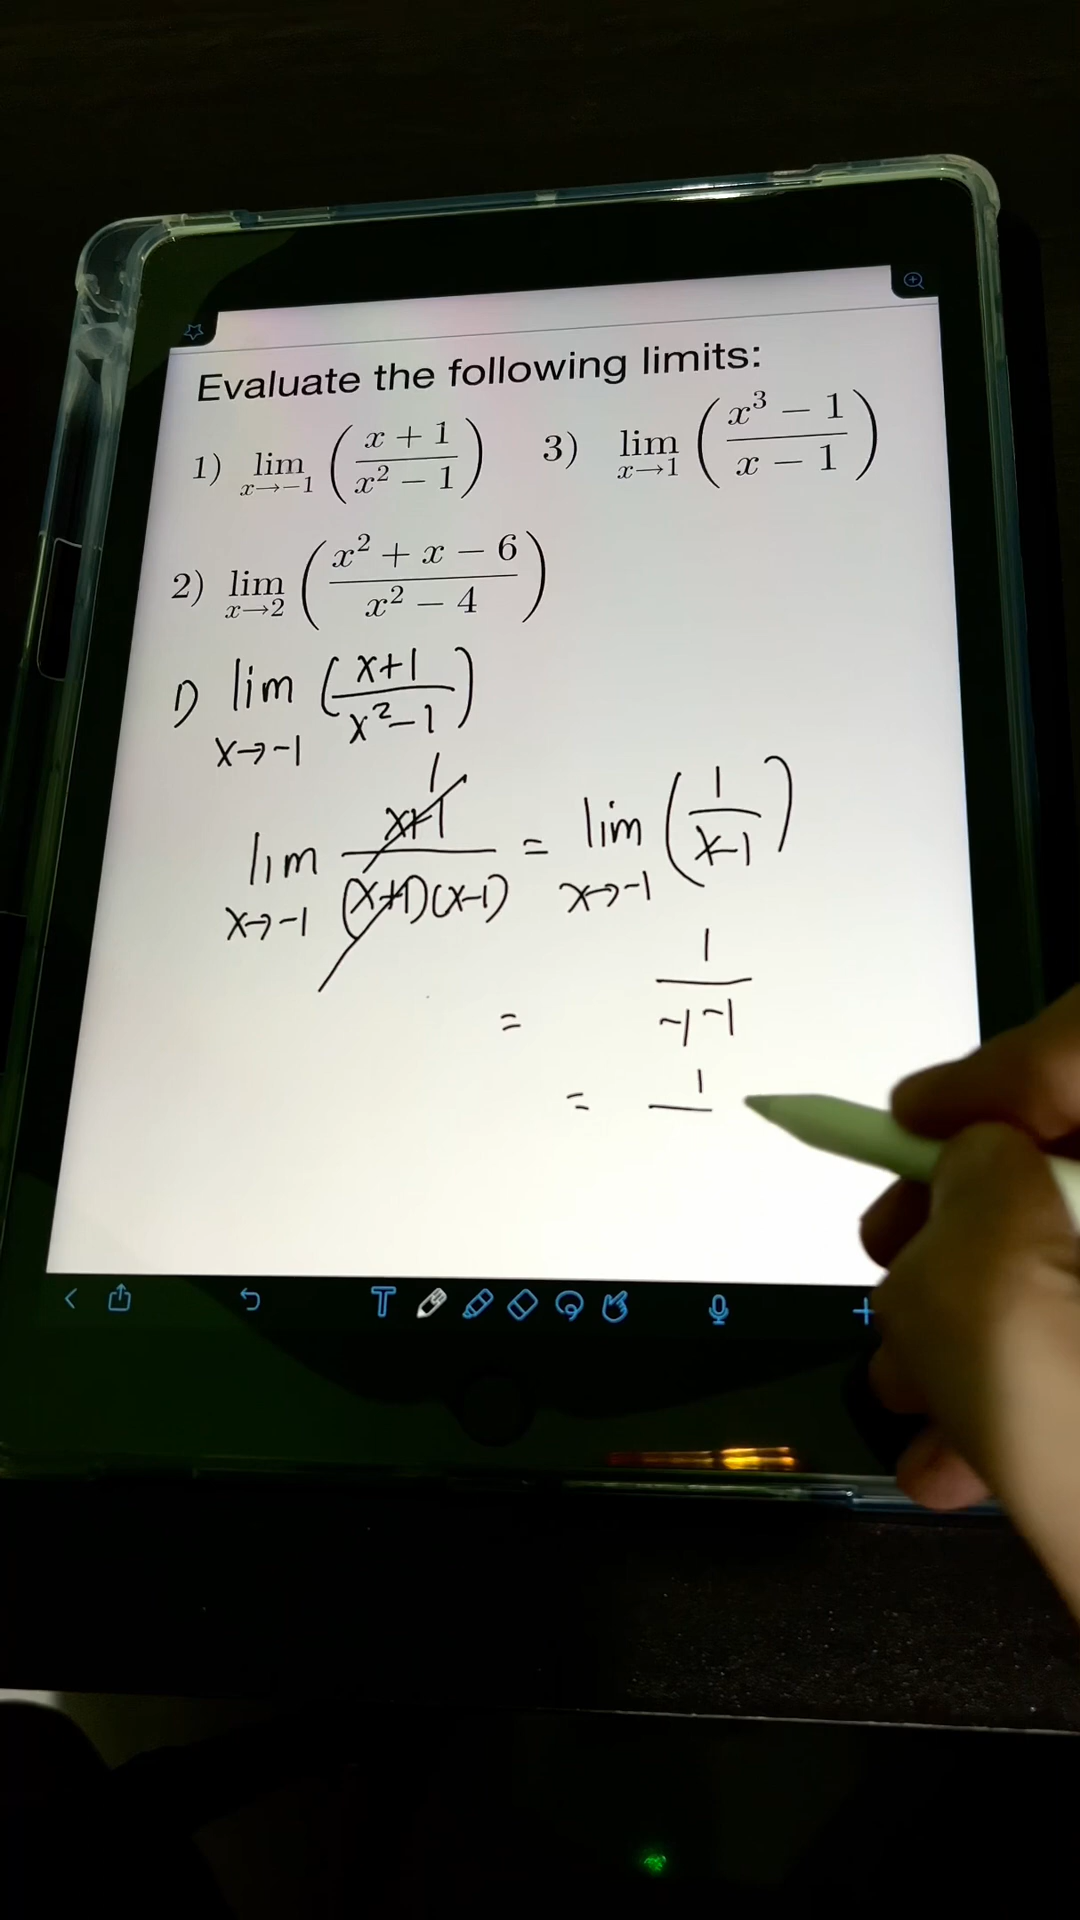 Evaluate the following limits:
1) lim x→-1 (x + 1 / x² - 1)
3) lim x→1 (x³ - 1 / x - 1)
2) lim x→2 (x² + x - 6 / x² - 4)
1) lim x→-1 (x+1 / x²-1)
1
lim x→-1 x+1 / (x+1)(x-1) = lim x→-1 (1 / x-1)
= 1 / -1 -1
= 1
T